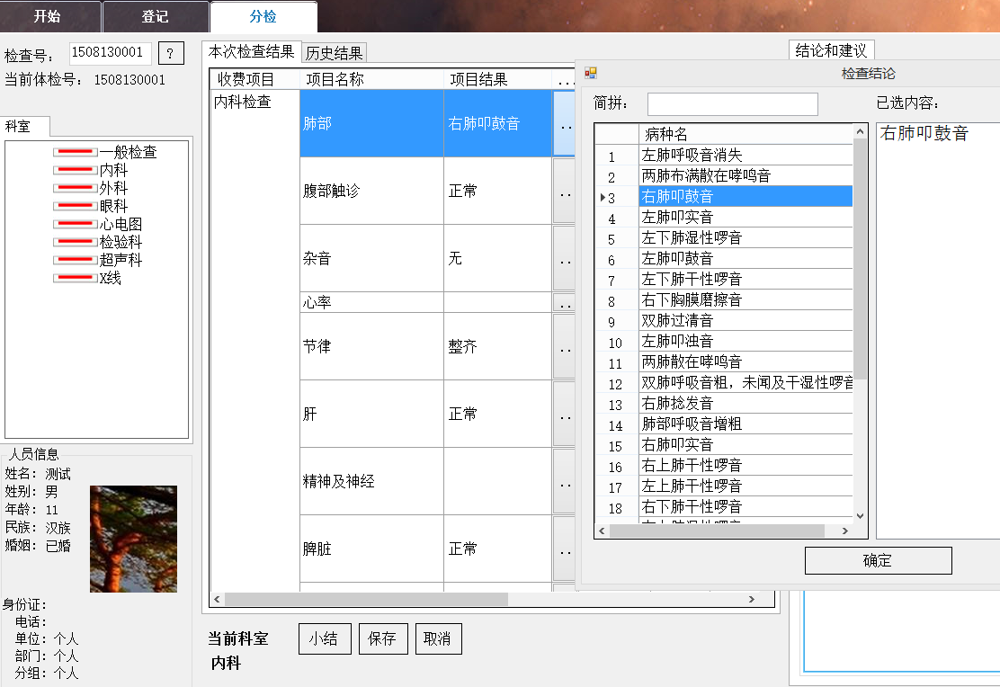 开始 登记 分检
检查号: 1508130001 ?
当前体检号: 1508130001
科室
一般检查
内科
外科
眼科
心电图
检验科
超声科
X线
人员信息
姓名: 测试
姓别: 男
年龄: 11
民族: 汉族
婚姻: 已婚
身份证:
电话:
单位: 个人
部门: 个人
分组: 个人
本次检查结果 历史结果
收费项目 项目名称 项目结果 ...
内科检查 肺部 右肺叩鼓音 ..
腹部触诊 正常 ..
杂音 无 ..
心率 ..
节律 整齐 ..
肝 正常 ..
精神及神经 ..
脾脏 正常 ..
当前科室 小结 保存 取消
内科
结论和建议
检查结论
简拼:
已选内容:
右肺叩鼓音
病种名
1 左肺呼吸音消失
2 两肺布满散在哮鸣音
3 右肺叩鼓音
4 左肺叩实音
5 左下肺湿性啰音
6 左肺叩鼓音
7 左下肺干性啰音
8 右下胸膜磨擦音
9 双肺过清音
10 左肺叩浊音
11 两肺散在哮鸣音
12 双肺呼吸音粗，未闻及干湿性啰音
13 右肺捻发音
14 肺部呼吸音增粗
15 右肺叩实音
16 右上肺干性啰音
17 左上肺干性啰音
18 右下肺干性啰音
确定